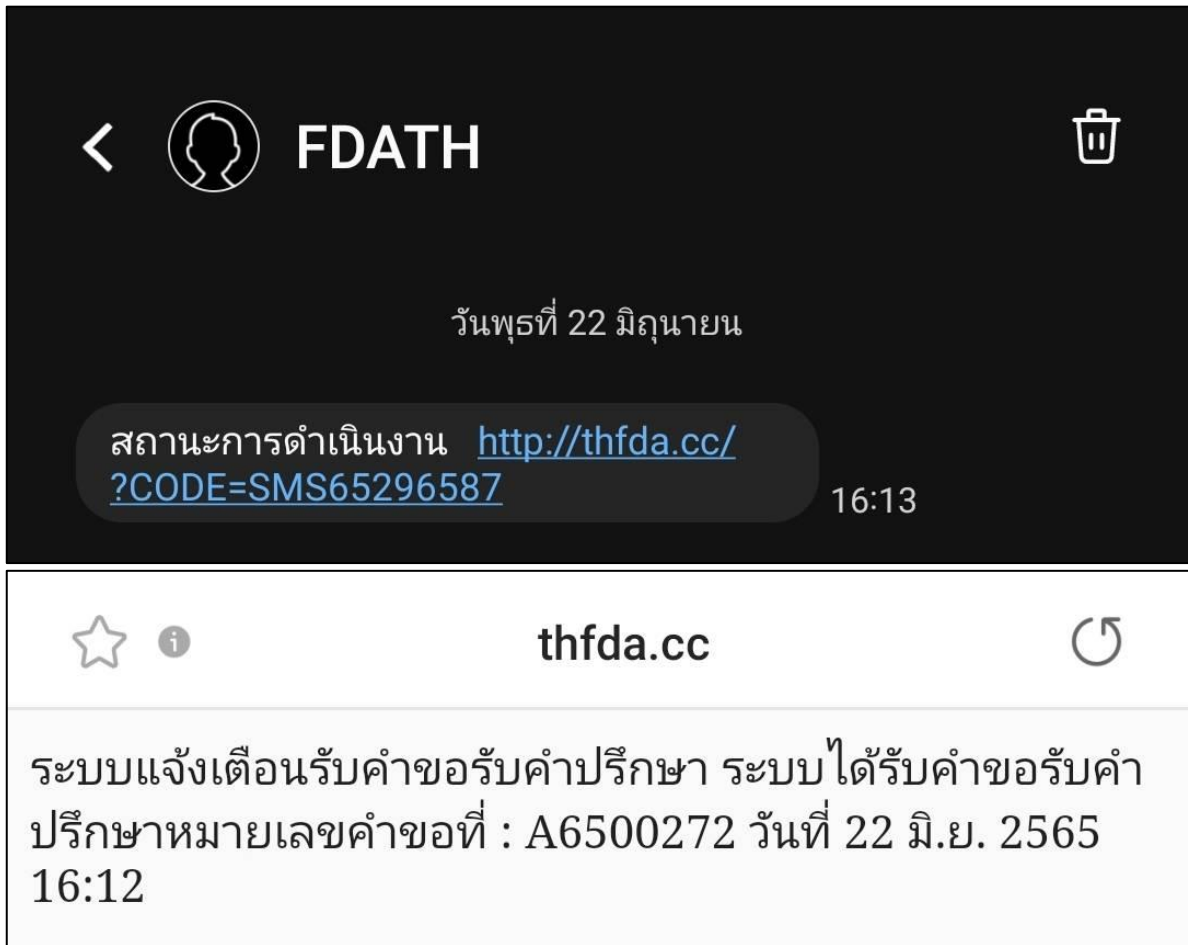 FDATH
วันพุธที่ 22 มิถุนายน
สถานะการดำเนินงาน http://thfda.cc/
?CODE=SMS65296587
16:13
thfda.cc
ระบบแจ้งเตือนรับคำขอรับคำปรึกษา ระบบได้รับคำขอรับคำ
ปรึกษาหมายเลขคำขอที่ : A6500272 วันที่ 22 มิ.ย. 2565
16:12